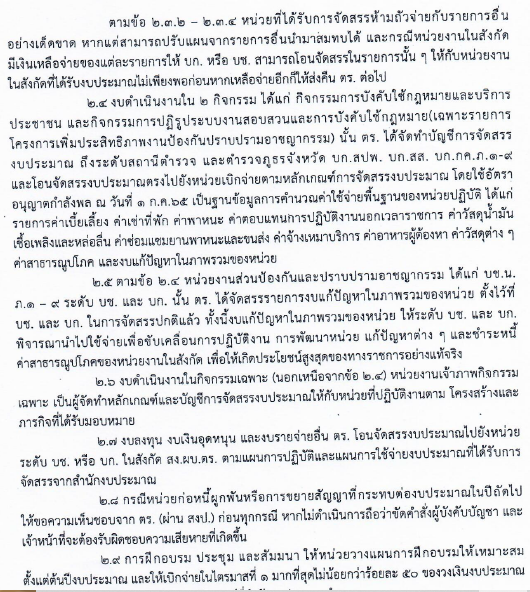 ตามข้อ ๒.๓.๒ – ๒.๓.๔ หน่วยที่ได้รับการจัดสรรห้ามถัวจ่ายกับรายการอื่น
อย่างเด็ดขาด หากแต่สามารถปรับแผนจากรายการอื่นนำมาสมทบได้ และกรณีหน่วยงานในสังกัด
มีเงินเหลือจ่ายของแต่ละรายการให้ บก. หรือ บช. สามารถโอนจัดสรรในรายการนั้น ๆ ให้กับหน่วยงาน
ในสังกัดที่ได้รับงบประมาณไม่เพียงพอก่อนหากเหลือจ่ายอีกก็ให้ส่งคืน ตร. ต่อไป
๒.๔ งบดำเนินงานใน ๒ กิจกรรม ได้แก่ กิจกรรมการบังคับใช้กฎหมายและบริการ
ประชาชน และกิจกรรมการปฏิรูประบบงานสอบสวนและการบังคับใช้กฎหมาย(เฉพาะรายการ
โครงการเพิ่มประสิทธิภาพงานป้องกันปราบปรามอาชญากรรม) นั้น ตร. ได้จัดทำบัญชีการจัดสรร
งบประมาณ ถึงระดับสถานีตำรวจ และตำรวจภูธรจังหวัด บก.สปพ. บก.สส. บก.กค.ภ.๑-๙
และโอนจัดสรรงบประมาณตรงไปยังหน่วยเบิกจ่ายตามหลักเกณฑ์การจัดสรรงบประมาณ โดยใช้อัตรา
อนุญาตกำลังพล ณ วันที่ ๑ ก.ค.๖๕ เป็นฐานข้อมูลการคำนวณค่าใช้จ่ายพื้นฐานของหน่วยปฏิบัติ ได้แก่
รายการค่าเบี้ยเลี้ยง ค่าเช่าที่พัก ค่าพาหนะ ค่าตอบแทนการปฏิบัติงานนอกเวลาราชการ ค่าวัสดุน้ำมัน
เชื้อเพลิงและหล่อลื่น ค่าซ่อมแซมยานพาหนะและขนส่ง ค่าจ้างเหมาบริการ ค่าอาหารผู้ต้องหา ค่าวัสดุต่าง ๆ
ค่าสาธารณูปโภค และงบแก้ปัญหาในภาพรวมของหน่วย
๒.๕ ตามข้อ ๒.๔ หน่วยงานส่วนป้องกันและปราบปรามอาชญากรรม ได้แก่ บช.น.
ภ.๑ – ๙ ระดับ บช. และ บก. นั้น ตร. ได้จัดสรรรายการงบแก้ปัญหาในภาพรวมของหน่วย ตั้งไว้ที่
บช. และ บก. ในการจัดสรรปกติแล้ว ทั้งนี้งบแก้ปัญหาในภาพรวมของหน่วย ให้ระดับ บช. และ บก.
พิจารณานำไปใช้จ่ายเพื่อขับเคลื่อนการปฏิบัติงาน การพัฒนาหน่วย แก้ปัญหาต่าง ๆ และชำระหนี้
ค่าสาธารณูปโภคของหน่วยงานในสังกัด เพื่อให้เกิดประโยชน์สูงสุดของทางราชการอย่างแท้จริง
๒.๖ งบดำเนินงานในกิจกรรมเฉพาะ (นอกเหนือจากข้อ ๒.๔) หน่วยงานเจ้าภาพกิจกรรม
เฉพาะ เป็นผู้จัดทำหลักเกณฑ์และบัญชีการจัดสรรงบประมาณให้กับหน่วยที่ปฏิบัติงานตาม โครงสร้างและ
ภารกิจที่ได้รับมอบหมาย
๒.๗ งบลงทุน งบเงินอุดหนุน และงบรายจ่ายอื่น ตร. โอนจัดสรรงบประมาณไปยังหน่วย
ระดับ บช. หรือ บก. ในสังกัด สง.ผบ.ตร. ตามแผนการปฏิบัติและแผนการใช้จ่ายงบประมาณที่ได้รับการ
จัดสรรจากสำนักงบประมาณ
๒.๘ กรณีหน่วยก่อหนี้ผูกพันหรือการขยายสัญญาที่กระทบต่องบประมาณในปีถัดไป
ให้ขอความเห็นชอบจาก ตร. (ผ่าน สงป.) ก่อนทุกกรณี หากไม่ดำเนินการถือว่าขัดคำสั่งผู้บังคับบัญชา และ
เจ้าหน้าที่จะต้องรับผิดชอบความเสียหายที่เกิดขึ้น
๒.๙ การฝึกอบรม ประชุม และสัมมนา ให้หน่วยวางแผนการฝึกอบรมให้เหมาะสม
ตั้งแต่ต้นปีงบประมาณ และให้เบิกจ่ายในไตรมาสที่ ๑ มากที่สุดไม่น้อยกว่าร้อยละ ๕๐ ของวงเงินงบประมาณ